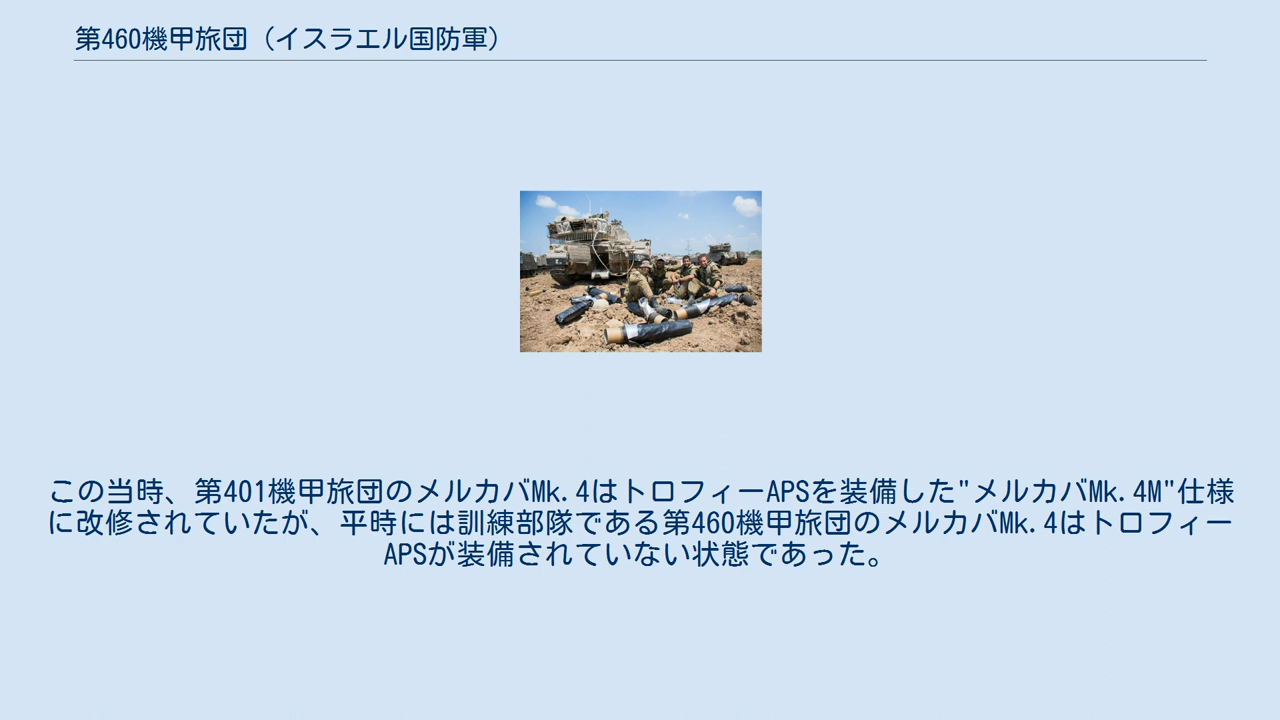 第460機甲旅団（イスラエル国防軍）
この当時、第401機甲旅団のメルカバMk.4はトロフィーAPSを装備した"メルカバMk.4M"仕様
に改修されていたが、平時には訓練部隊である第460機甲旅団のメルカバMk.4はトロフィー
APSが装備されていない状態であった。